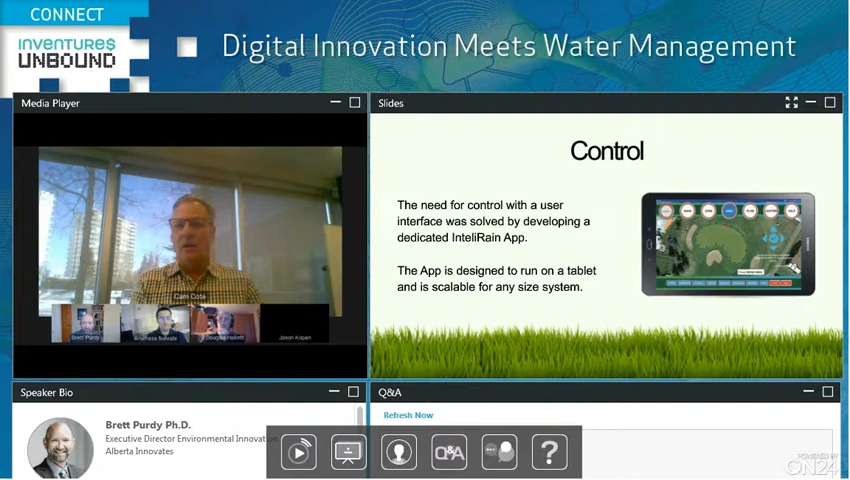 CONNECT
INVENTURE$
UNBOUND
Digital Innovation Meets Water Management
Media Player
Slides
Control
The need for control with a user
interface was solved by developing a
dedicated InteliRain App.
The App is designed to run on a tablet
and is scalable for any size system.
Cam Cote
Brett Purdy
Douglas Hallett
Jason Kopan
Speaker Bio
Q&A
Refresh Now
Brett Purdy Ph.D.
Executive Director Environmental Innovation
Alberta Innovates
Q&A
?
POWERED BY
ON24